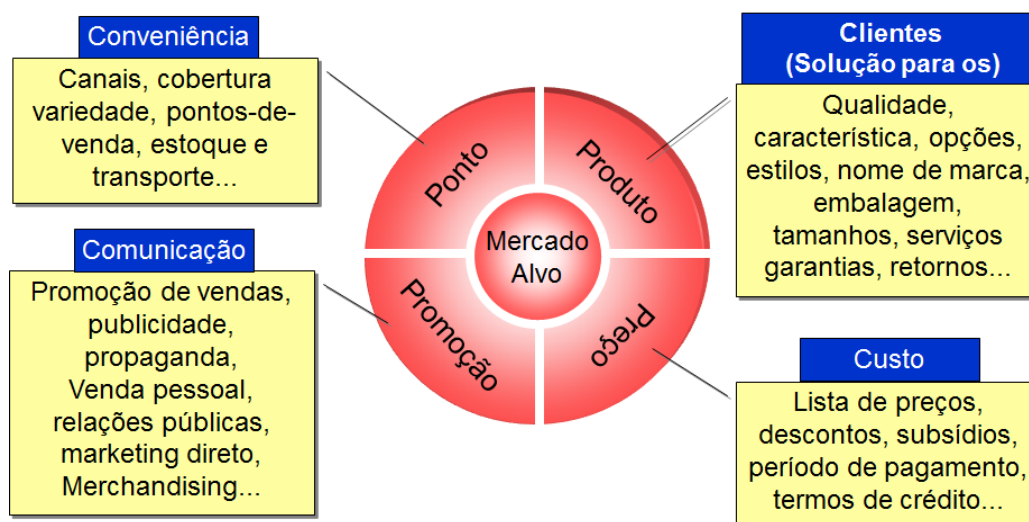 Conveniência
Canais, cobertura
variedade, pontos-de-
venda, estoque e
transporte...
Clientes
(Solução para os)
Qualidade,
característica, opções,
estilos, nome de marca,
embalagem,
tamanhos, serviços
garantias, retornos...
Ponto
Produto
Mercado
Alvo
Promoção
Preço
Comunicação
Promoção de vendas,
publicidade,
propaganda,
Venda pessoal,
relações públicas,
marketing direto,
Merchandising...
Custo
Lista de preços,
descontos, subsídios,
período de pagamento,
termos de crédito...